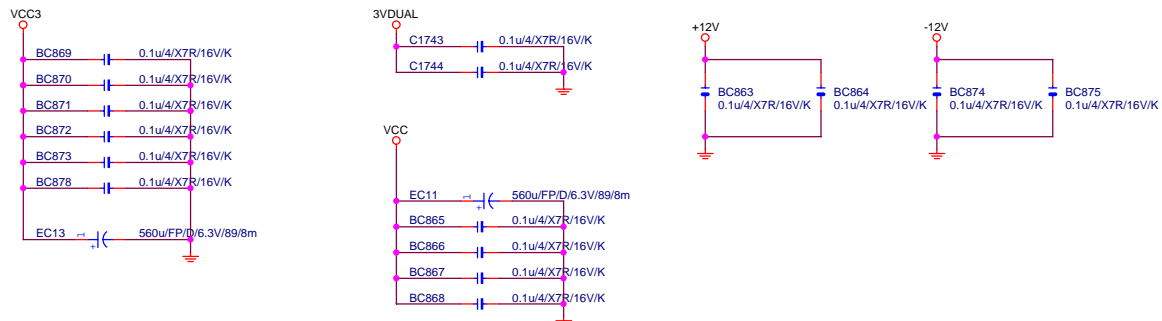 VCC3
BC869 0.1u/4/X7R/16V/K
BC870 0.1u/4/X7R/16V/K
BC871 0.1u/4/X7R/16V/K
BC872 0.1u/4/X7R/16V/K
BC873 0.1u/4/X7R/16V/K
BC878 0.1u/4/X7R/16V/K
EC13 1 + 560u/FP/D/6.3V/89/8m
3VDUAL
C1743 0.1u/4/X7R/16V/K
C1744 0.1u/4/X7R/16V/K
VCC
EC11 1 + 560u/FP/D/6.3V/89/8m
BC865 0.1u/4/X7R/16V/K
BC866 0.1u/4/X7R/16V/K
BC867 0.1u/4/X7R/16V/K
BC868 0.1u/4/X7R/16V/K
+12V
BC863
0.1u/4/X7R/16V/K
BC864
0.1u/4/X7R/16V/K
-12V
BC874
0.1u/4/X7R/16V/K
BC875
0.1u/4/X7R/16V/K